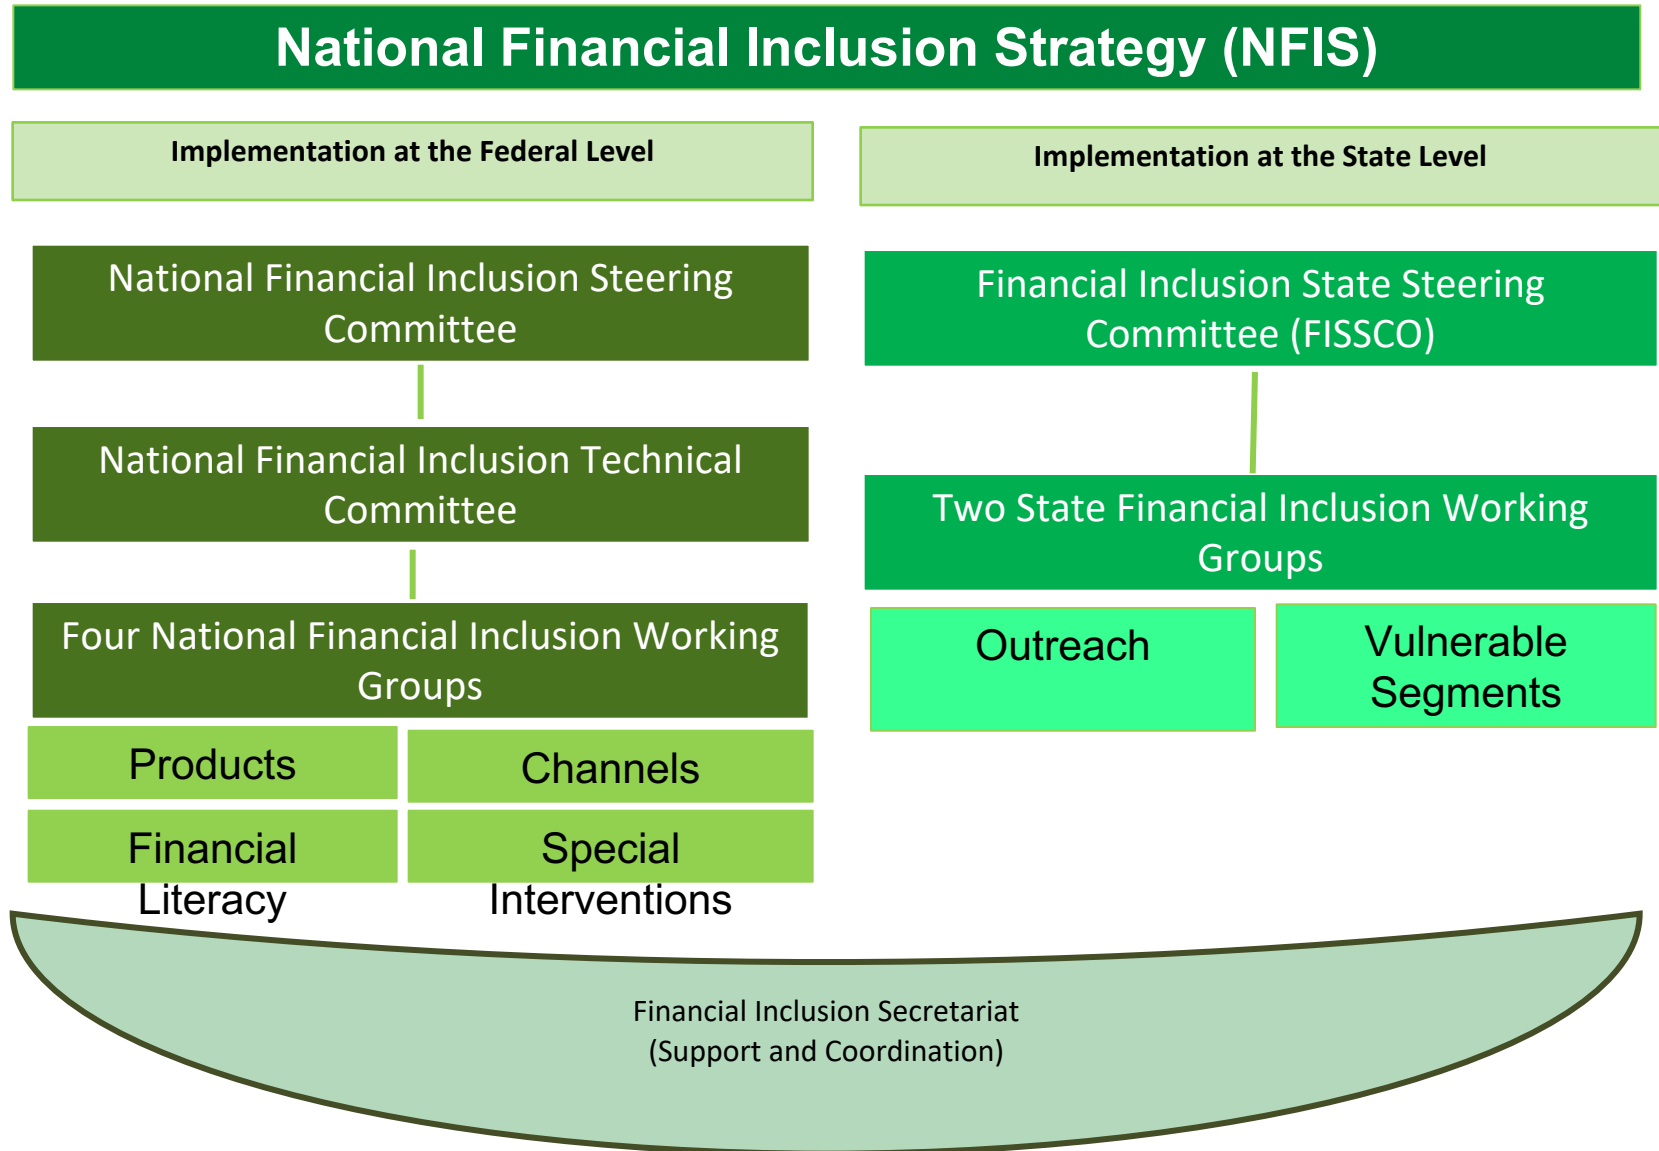 National Financial Inclusion Strategy (NFIS)
Implementation at the Federal Level
National Financial Inclusion Steering
Committee
National Financial Inclusion Technical
Committee
Four National Financial Inclusion Working
Groups
Products
Channels
Financial
Literacy
Special
Interventions
Implementation at the State Level
Financial Inclusion State Steering
Committee (FISSCO)
Two State Financial Inclusion Working
Groups
Outreach
Vulnerable
Segments
Financial Inclusion Secretariat
(Support and Coordination)